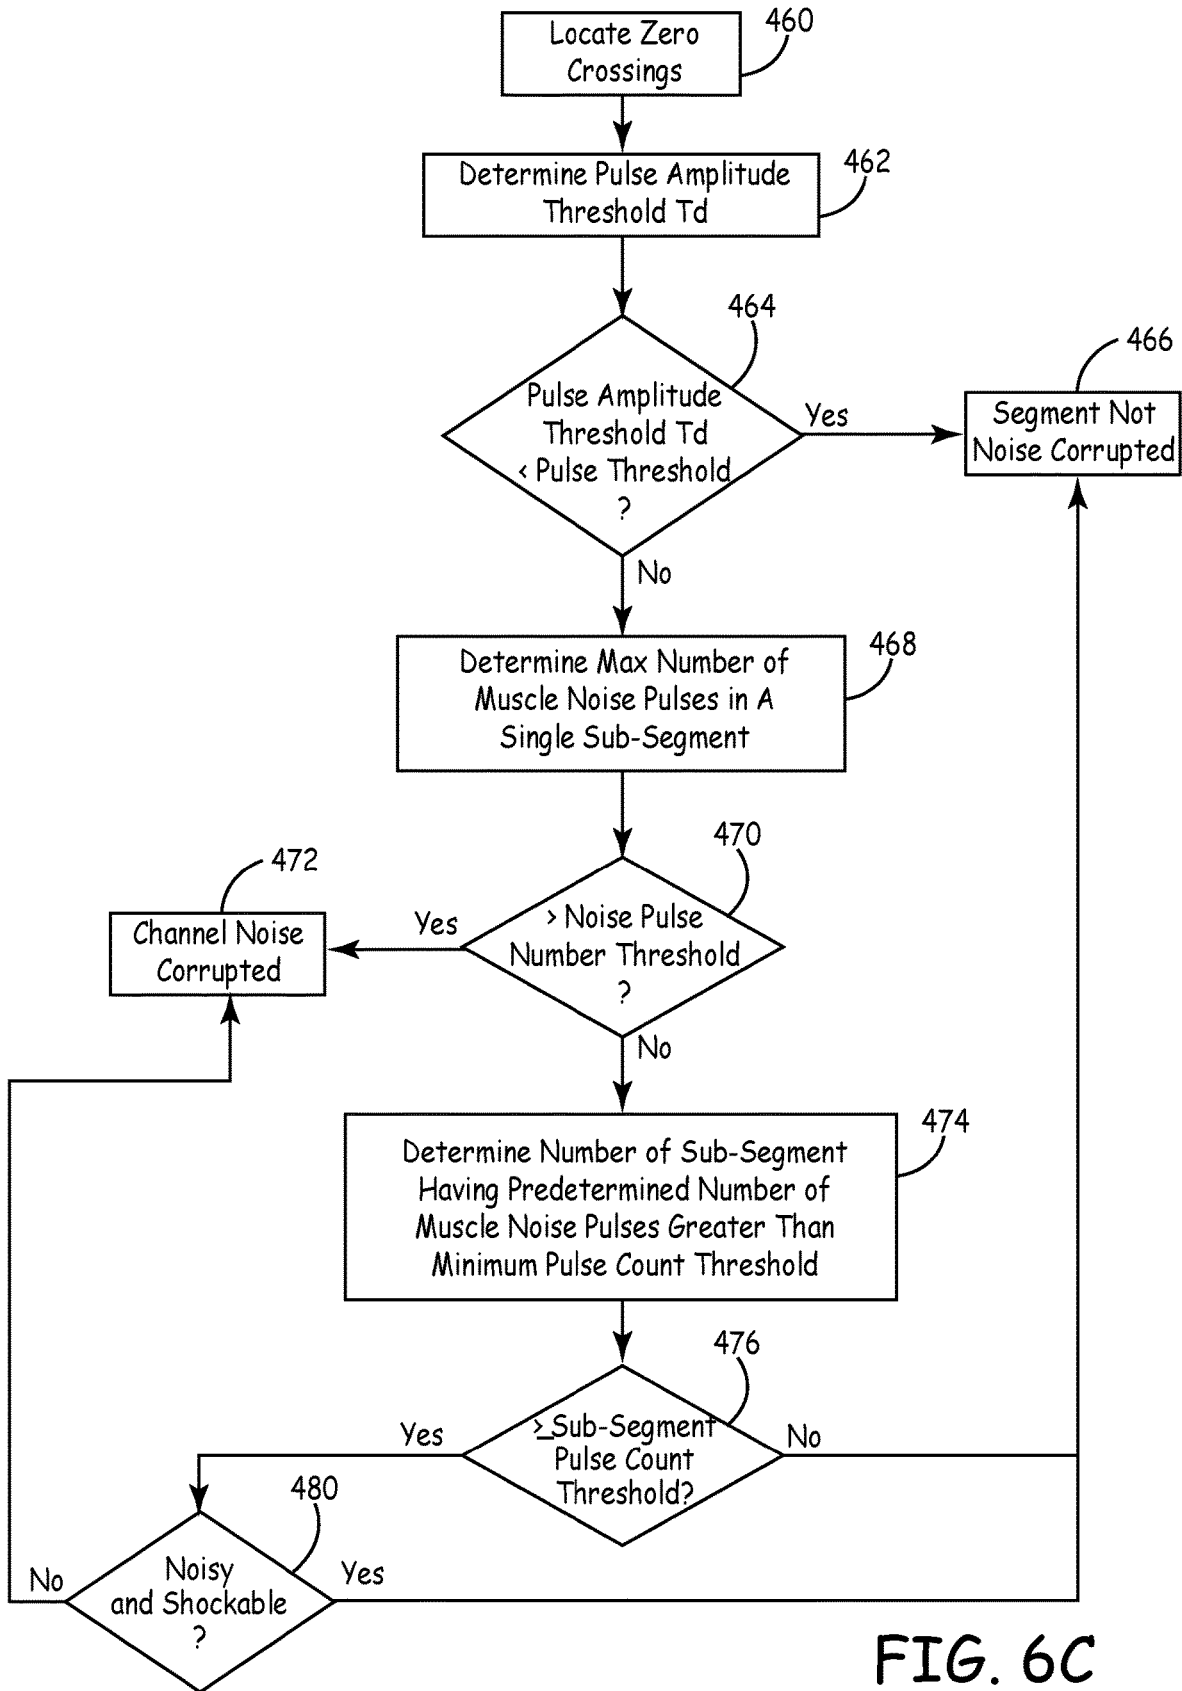 Locate Zero
Crossings
460
Determine Pulse Amplitude
Threshold Td
462
464
Pulse Amplitude
Threshold Td
< Pulse Threshold
?
Yes
466
Segment Not
Noise Corrupted
No
468
Determine Max Number of
Muscle Noise Pulses in A
Single Sub-Segment
470
472
> Noise Pulse
Number Threshold
?
Yes
Channel Noise
Corrupted
No
474
Determine Number of Sub-Segment
Having Predetermined Number of
Muscle Noise Pulses Greater Than
Minimum Pulse Count Threshold
476
≥ Sub-Segment
Pulse Count
Threshold?
Yes
No
480
Noisy
and Shockable
?
No
Yes
FIG. 6C